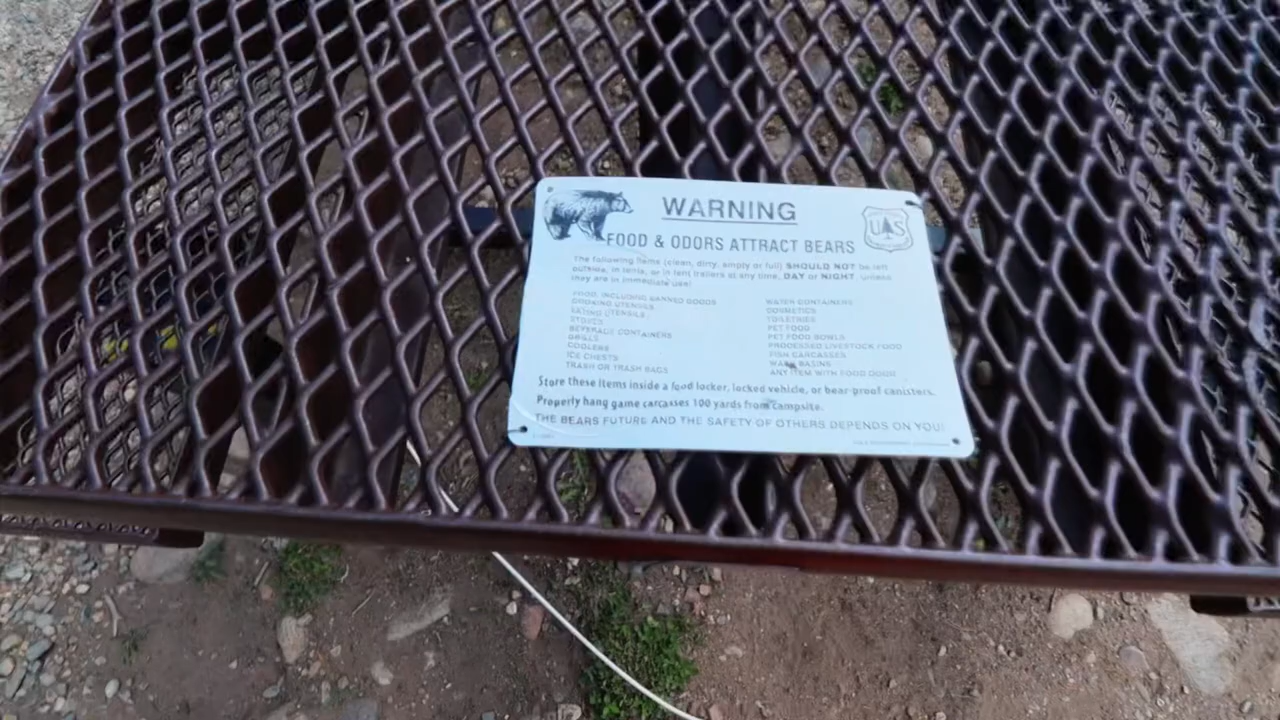 WARNING
US
FOOD & ODORS ATTRACT BEARS
The following items (clean, dirty, empty or full) SHOULD NOT be left
outside, in tents, or in tent trailers at any time, DAY or NIGHT, unless
they are in immediate use!
FOOD, INCLUDING CANNED GOODS
COOKING UTENSILS
EATING UTENSILS
STOVES
BEVERAGE CONTAINERS
GRILLS
COOLERS
ICE CHESTS
TRASH OR TRASH BAGS
WATER CONTAINERS
COSMETICS
TOILETRIES
PET FOOD
PET FOOD BOWLS
PROCESSED LIVESTOCK FOOD
FISH CARCASSES
WASH BASINS
ANY ITEM WITH FOOD ODOR
Store these items inside a food locker, locked vehicle, or bear-proof canisters.
Properly hang game carcasses 100 yards from campsite.
THE BEARS FUTURE AND THE SAFETY OF OTHERS DEPENDS ON YOU!